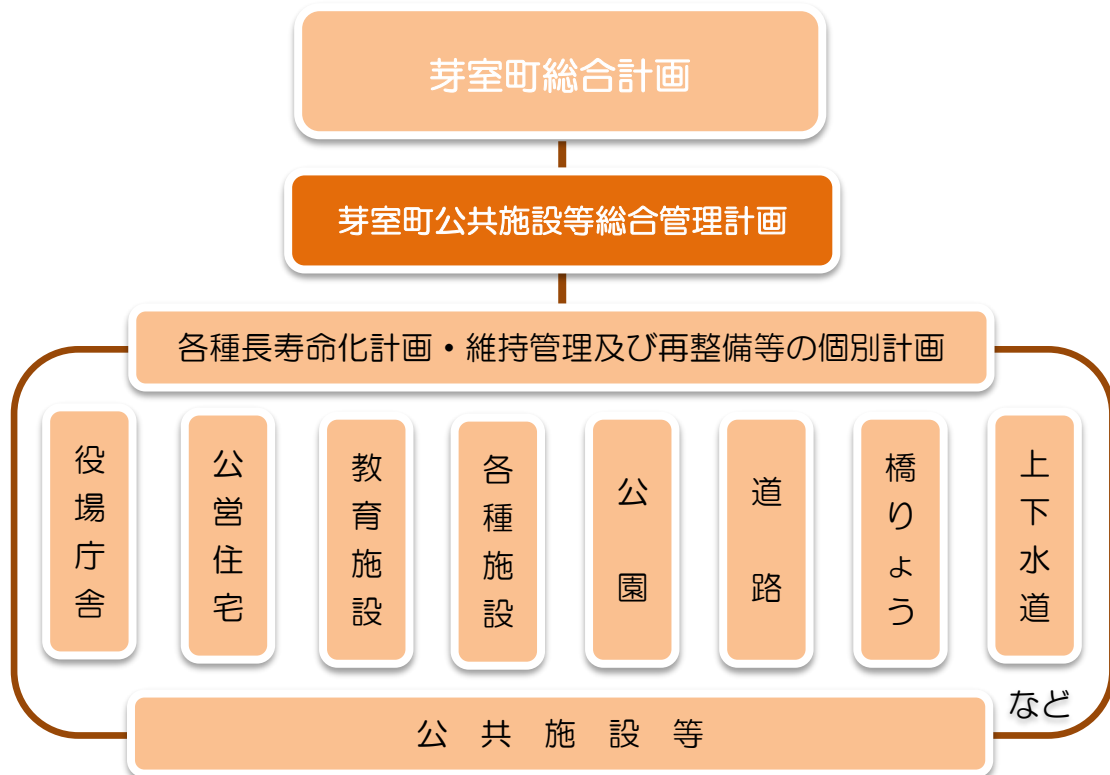 芽室町総合計画
芽室町公共施設等総合管理計画
各種長寿命化計画・維持管理及び再整備等の個別計画
役場庁舎
公営住宅
教育施設
各種施設
公園
道路
橋りょう
上下水道
など
公共施設等